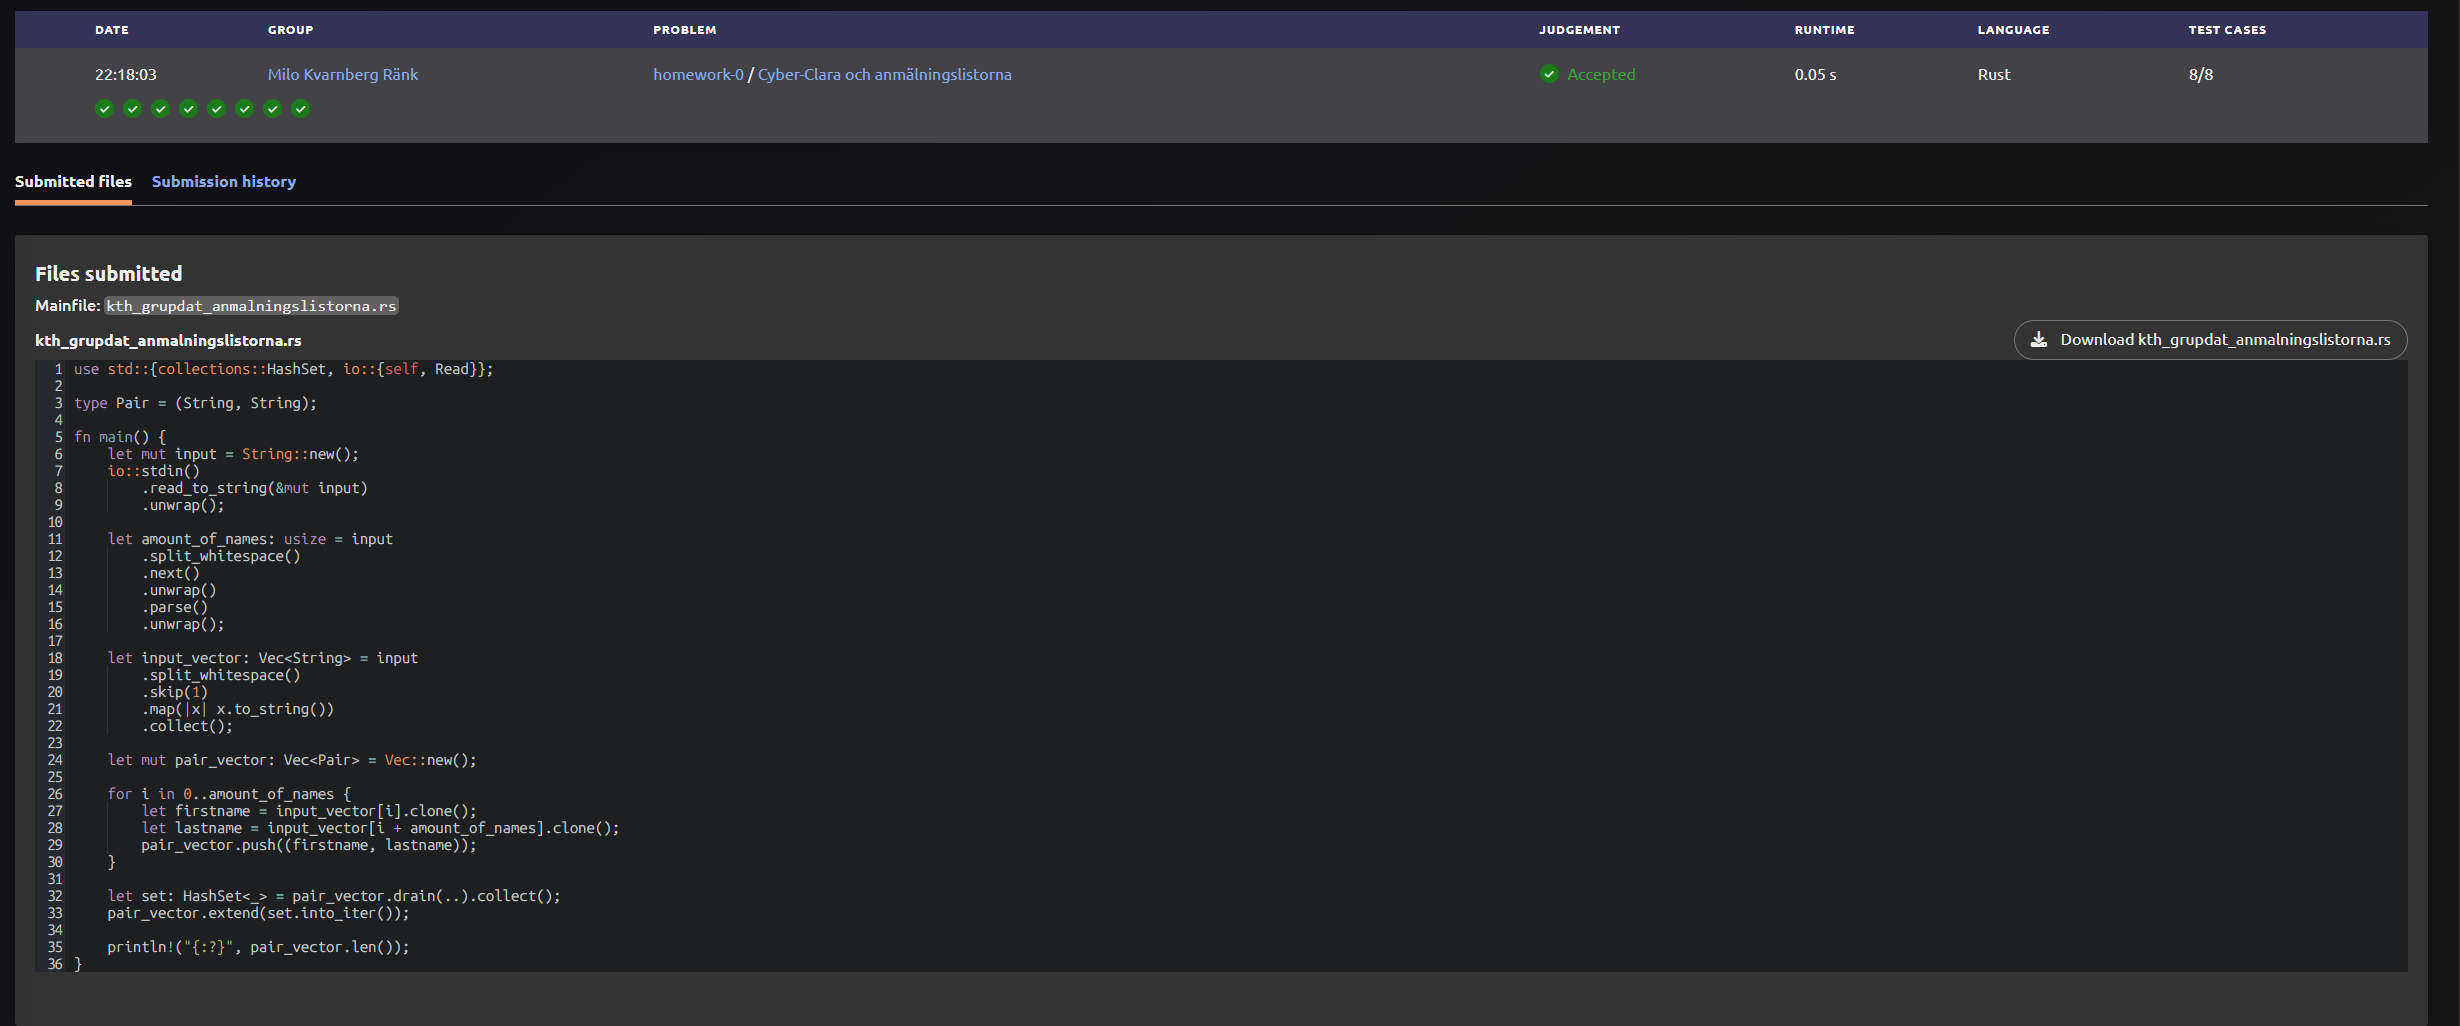 DATE GROUP PROBLEM JUDGEMENT RUNTIME LANGUAGE TEST CASES
22:18:03 Milo Kvarnberg Ränk homework-0 / Cyber-Clara och anmälningslistorna Accepted 0.05 s Rust 8/8
Submitted files Submission history
Files submitted
Mainfile: kth_grupdat_anmalningslistorna.rs
kth_grupdat_anmalningslistorna.rs Download kth_grupdat_anmalningslistorna.rs
1 use std::{collections::HashSet, io::{self, Read}};
2
3 type Pair = (String, String);
4
5 fn main() {
6     let mut input = String::new();
7     io::stdin()
8         .read_to_string(&mut input)
9         .unwrap();
10
11     let amount_of_names: usize = input
12         .split_whitespace()
13         .next()
14         .unwrap()
15         .parse()
16         .unwrap();
17
18     let input_vector: Vec<String> = input
19         .split_whitespace()
20         .skip(1)
21         .map(|x| x.to_string())
22         .collect();
23
24     let mut pair_vector: Vec<Pair> = Vec::new();
25
26     for i in 0..amount_of_names {
27         let firstname = input_vector[i].clone();
28         let lastname = input_vector[i + amount_of_names].clone();
29         pair_vector.push((firstname, lastname));
30     }
31
32     let set: HashSet<_> = pair_vector.drain(..).collect();
33     pair_vector.extend(set.into_iter());
34
35     println!("{:?}", pair_vector.len());
36 }